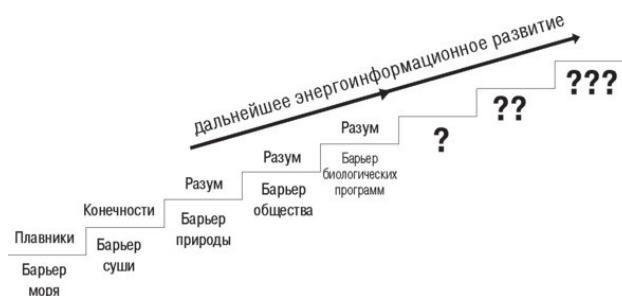 дальнейшее энергоинформационное развитие
Плавники
Барьер
моря
Конечности
Барьер
суши
Разум
Барьер
природы
Разум
Барьер
общества
Разум
Барьер
биологических
программ
?
??
???